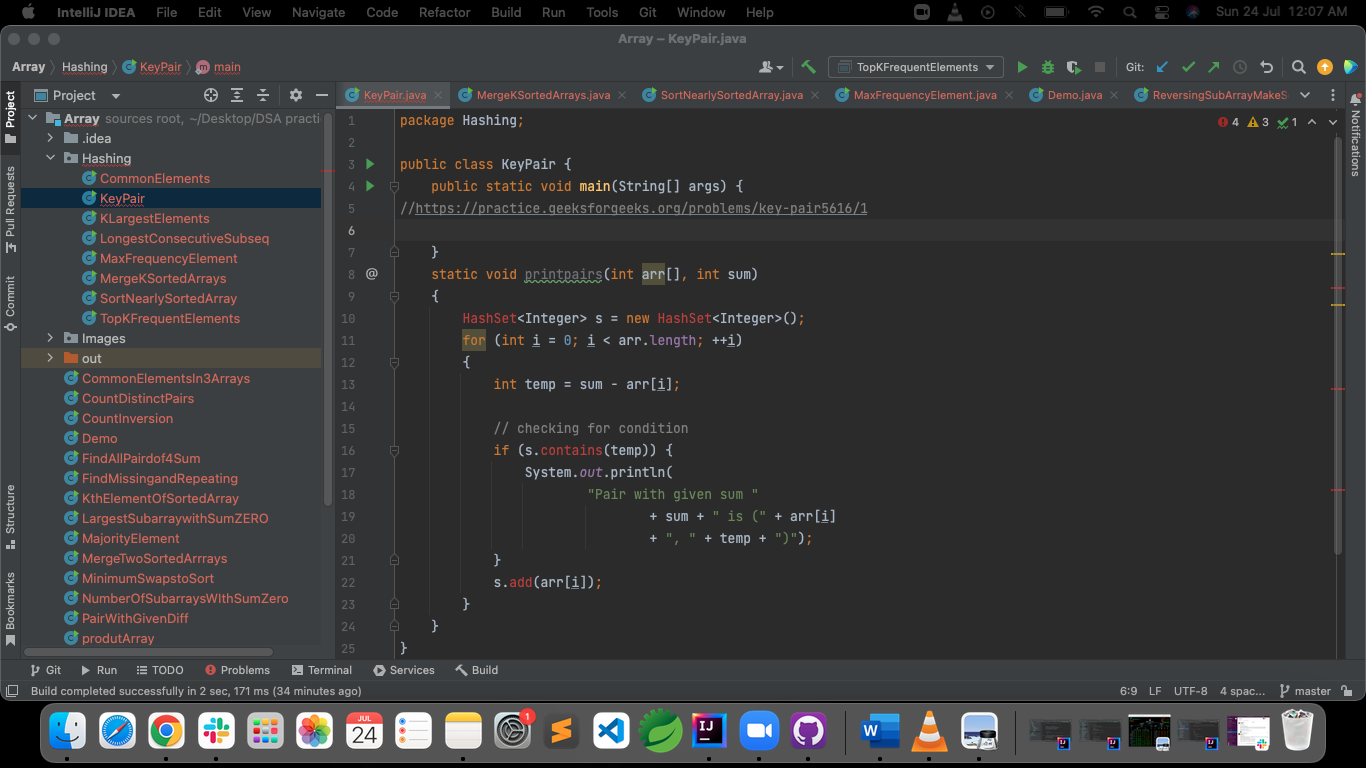 IntelliJ IDEA File Edit View Navigate Code Refactor Build Run Tools Git Window Help Sun 24 Jul 12:07 AM
Array – KeyPair.java
Array Hashing KeyPair main TopKFrequentElements Git:
Project
KeyPair.java MergeKSortedArrays.java SortNearlySortedArray.java MaxFrequencyElement.java Demo.java ReversingSubArrayMakeS
Project
Pull Requests
Commit
Structure
Bookmarks
Notifications
Array sources root, ~/Desktop/DSA practi
.idea
Hashing
CommonElements
KeyPair
KLargestElements
LongestConsecutiveSubseq
MaxFrequencyElement
MergeKSortedArrays
SortNearlySortedArray
TopKFrequentElements
Images
out
CommonElementsIn3Arrays
CountDistinctPairs
CountInversion
Demo
FindAllPairdof4Sum
FindMissingandRepeating
KthElementOfSortedArray
LargestSubarraywithSumZERO
MajorityElement
MergeTwoSortedArrrays
MinimumSwapstoSort
NumberOfSubarraysWIthSumZero
PairWithGivenDiff
produtArray
4 3 1
1 package Hashing;
2
3 public class KeyPair {
4 public static void main(String[] args) {
5 //https://practice.geeksforgeeks.org/problems/key-pair5616/1
6
7 }
8 @ static void printpairs(int arr[], int sum)
9 {
10 HashSet<Integer> s = new HashSet<Integer>();
11 for (int i = 0; i < arr.length; ++i)
12 {
13 int temp = sum - arr[i];
14
15 // checking for condition
16 if (s.contains(temp)) {
17 System.out.println(
18 "Pair with given sum "
19 + sum + " is (" + arr[i]
20 + ", " + temp + ")");
21 }
22 s.add(arr[i]);
23 }
24 }
25 }
Git Run TODO Problems Terminal Services Build
Build completed successfully in 2 sec, 171 ms (34 minutes ago) 6:9 LF UTF-8 4 spac... master
JUL
24
1
IJ
W